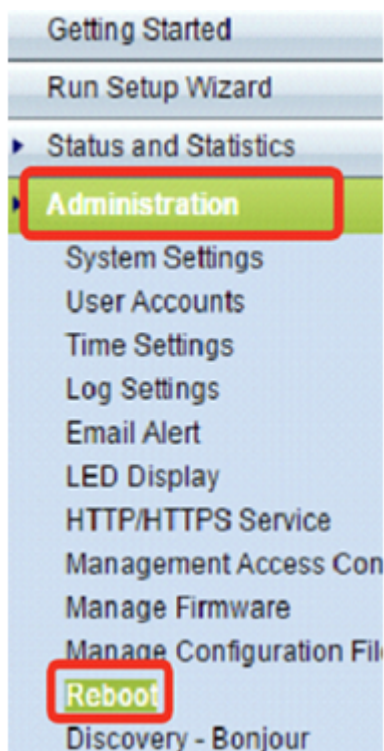 Getting Started
Run Setup Wizard
Status and Statistics
Administration
System Settings
User Accounts
Time Settings
Log Settings
Email Alert
LED Display
HTTP/HTTPS Service
Management Access Con
Manage Firmware
Manage Configuration File
Reboot
Discovery - Bonjour